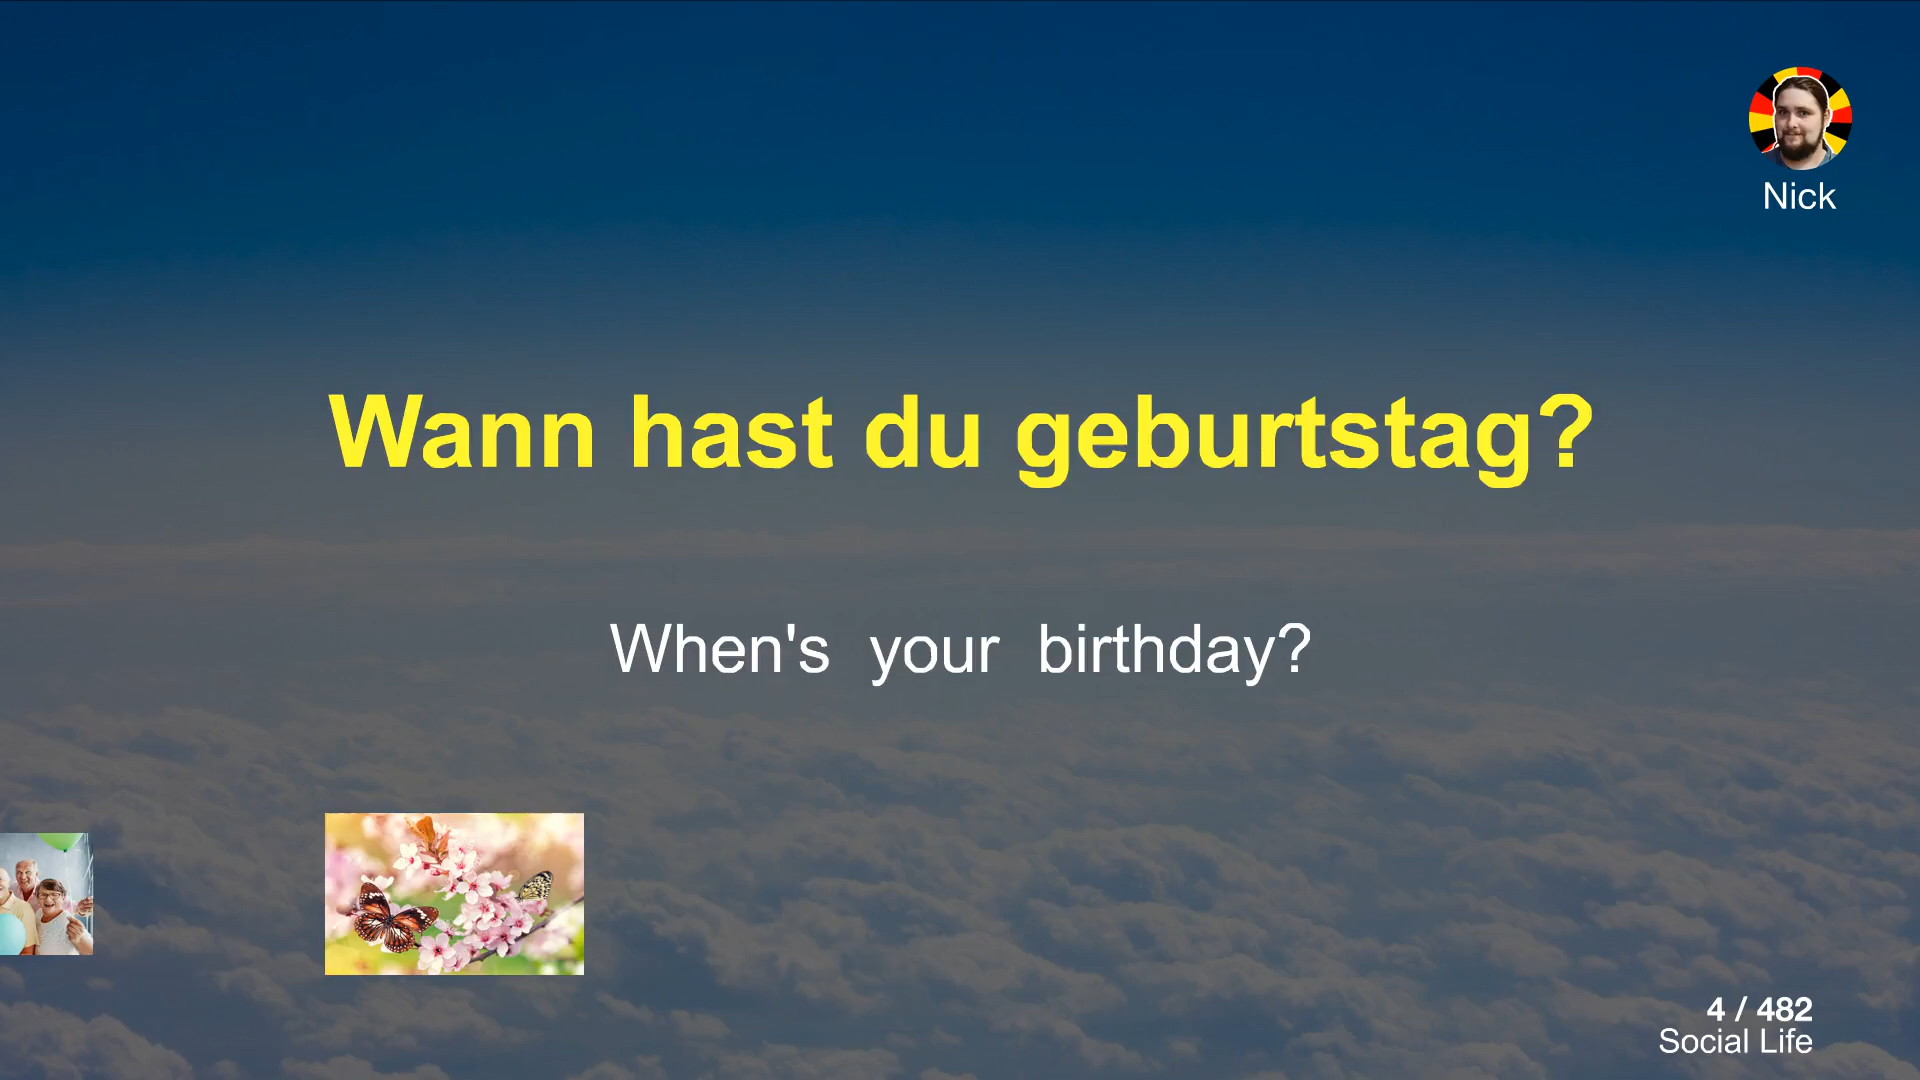 Nick
Wann hast du geburtstag?
When's your birthday?
4 / 482
Social Life